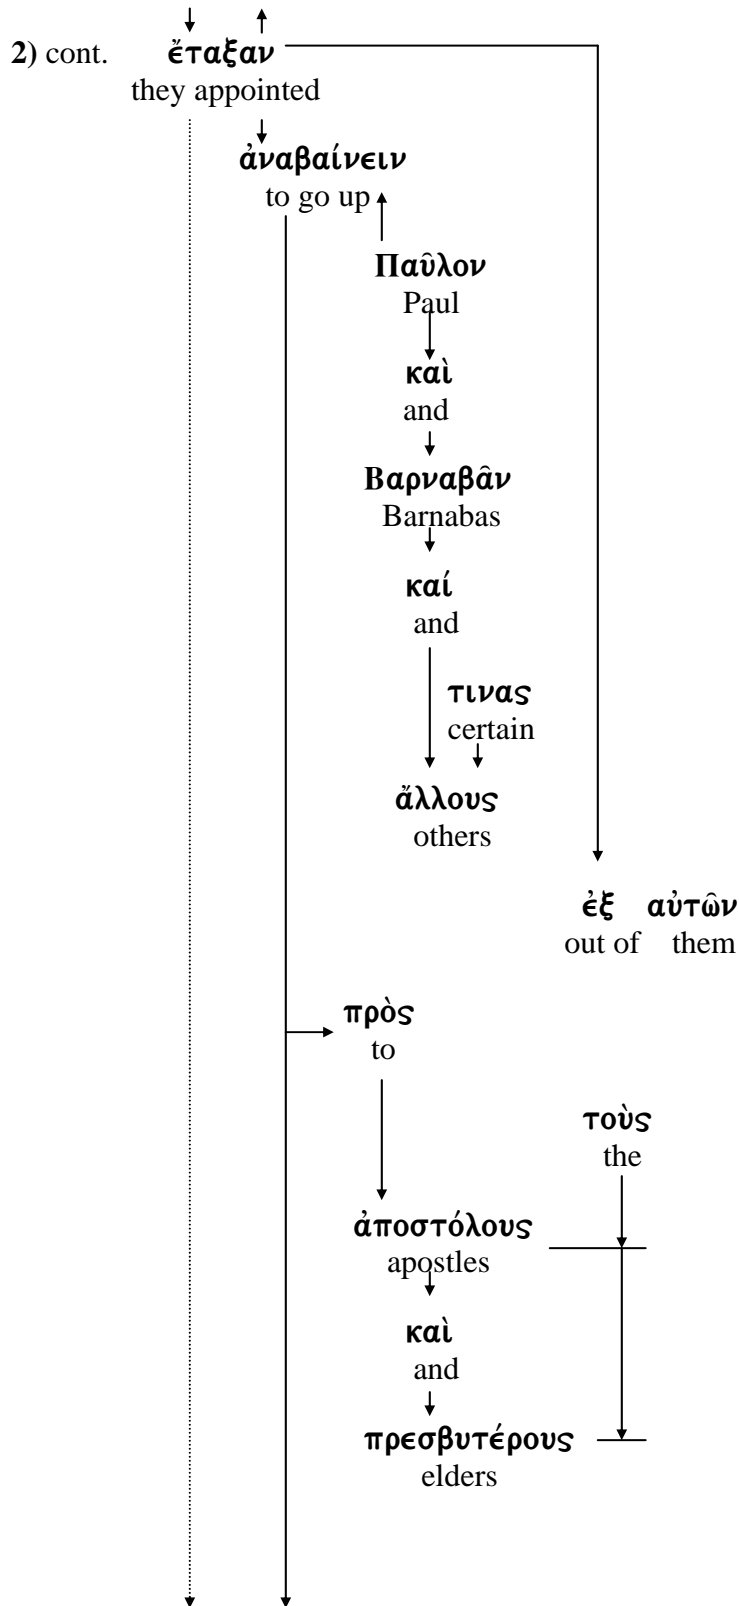 2) cont. ἔταξαν
they appointed
ἀναβαίνειν
to go up
Παῦλον
Paul
καὶ
and
Βαρναβᾶν
Barnabas
καί
and
τινας
certain
ἄλλους
others
ἐξ αὐτῶν
out of them
πρὸς
to
τοὺς
the
ἀποστόλους
apostles
καὶ
and
πρεσβυτέρους
elders